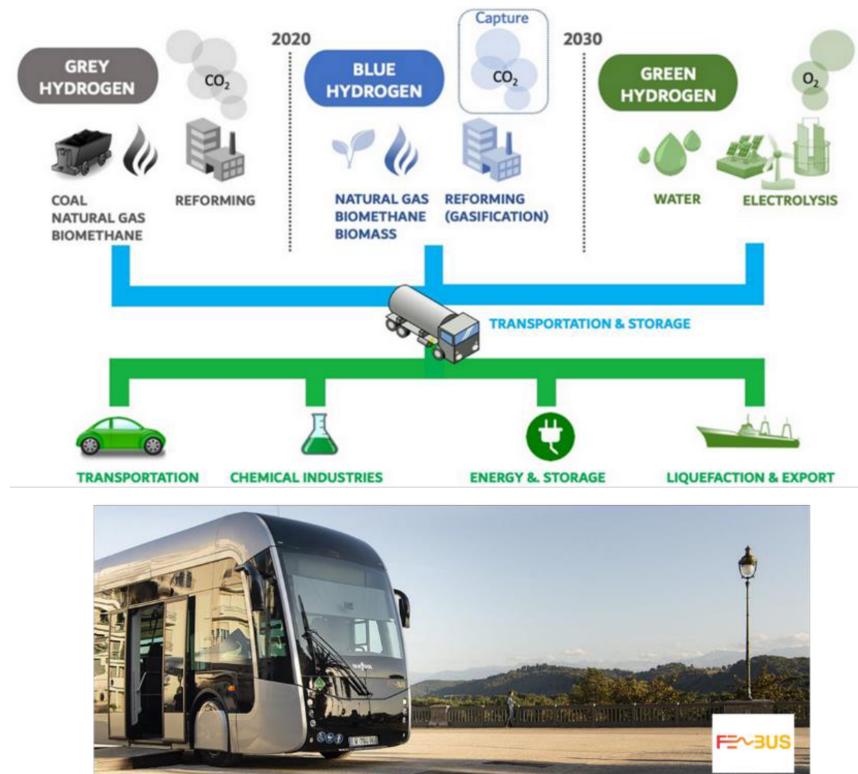 Capture
2020
2030
GREY
HYDROGEN
CO2
BLUE
HYDROGEN
CO2
GREEN
HYDROGEN
O2
COAL
NATURAL GAS
BIOMETHANE
REFORMING
NATURAL GAS
BIOMETHANE
BIOMASS
REFORMING
(GASIFICATION)
WATER
ELECTROLYSIS
TRANSPORTATION & STORAGE
TRANSPORTATION
CHEMICAL INDUSTRIES
ENERGY &. STORAGE
LIQUEFACTION & EXPORT